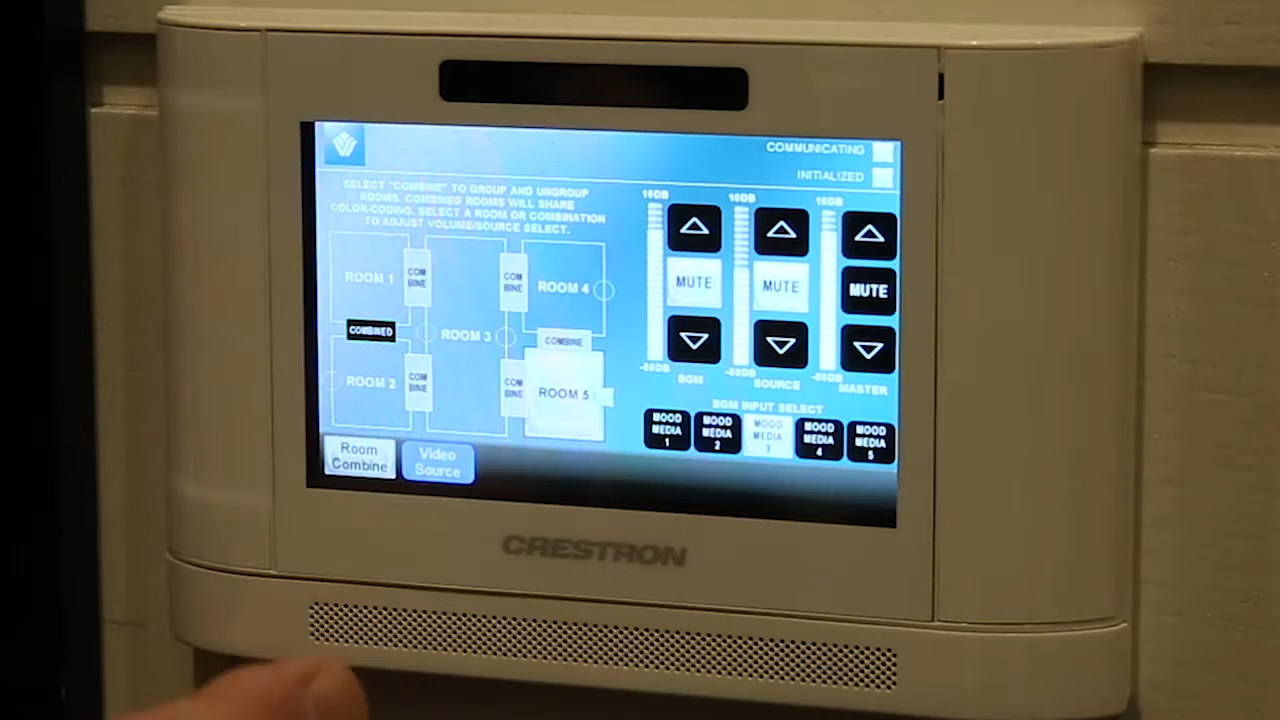 COMMUNICATING
INITIALIZED
SELECT "COMBINE" TO GROUP AND UNGROUP
ROOMS. COMBINED ROOMS WILL SHARE
COLOR-CODING. SELECT A ROOM OR COMBINATION
TO ADJUST VOLUME/SOURCE SELECT.
10DB
10DB
10DB
ROOM 1
COM
BINE
COM
BINE
ROOM 4
MUTE
MUTE
MUTE
COMBINED
ROOM 3
COMBINE
ROOM 2
COM
BINE
COM
BINE
ROOM 5
-80DB
BGM
-80DB
SOURCE
-80DB
MASTER
BGM INPUT SELECT
MOOD
MEDIA
1
MOOD
MEDIA
2
MOOD
MEDIA
3
MOOD
MEDIA
4
MOOD
MEDIA
5
Room
Combine
Video
Source
CRESTRON